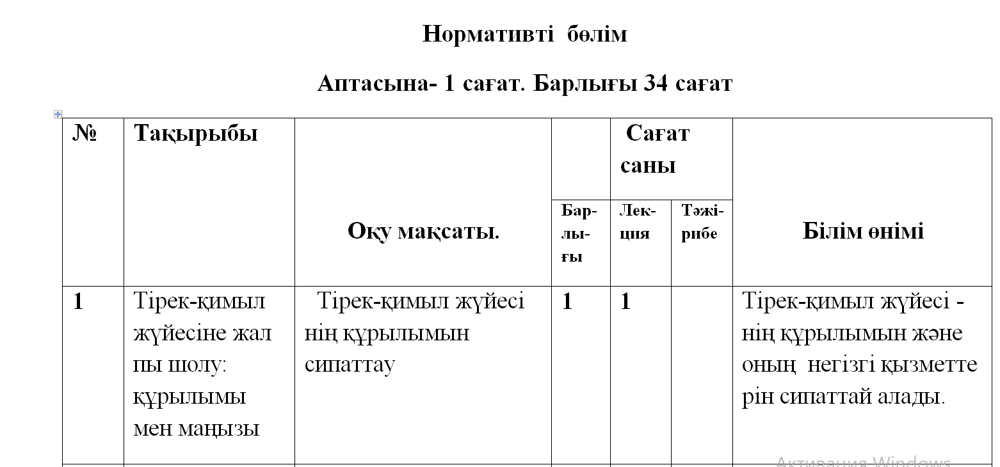 Нормативті бөлім
Аптасына- 1 сағат. Барлығы 34 сағат
№
Тақырыбы
Оқу мақсаты.
Сағат
саны
Білім өнімі
Бар-
лы-
ғы
Лек-
ция
Тәжі-
рибе
1
Тірек-қимыл
жүйесіне жал
пы шолу:
құрылымы
мен маңызы
Тірек-қимыл жүйесі
нің құрылымын
сипаттау
1
1
Тірек-қимыл жүйесі -
нің құрылымын және
оның негізгі қызметте
рін сипаттай алады.
Активация Windows